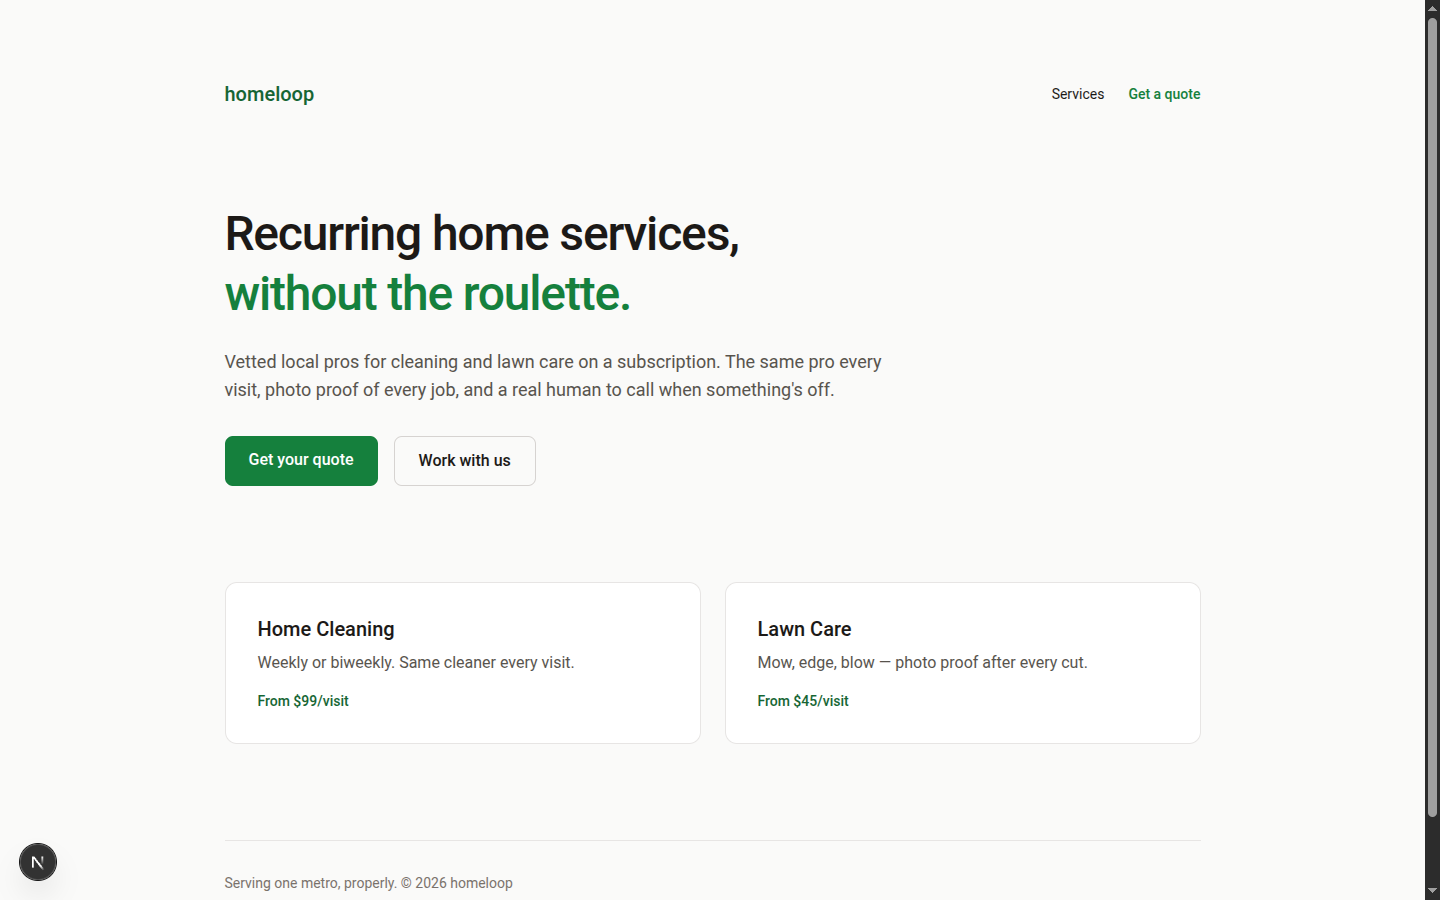 homeloop
Services
Get a quote
Recurring home services,
without the roulette.
Vetted local pros for cleaning and lawn care on a subscription. The same pro every
visit, photo proof of every job, and a real human to call when something's off.
Get your quote
Work with us
Home Cleaning
Weekly or biweekly. Same cleaner every visit.
From $99/visit
Lawn Care
Mow, edge, blow — photo proof after every cut.
From $45/visit
N
Serving one metro, properly. © 2026 homeloop